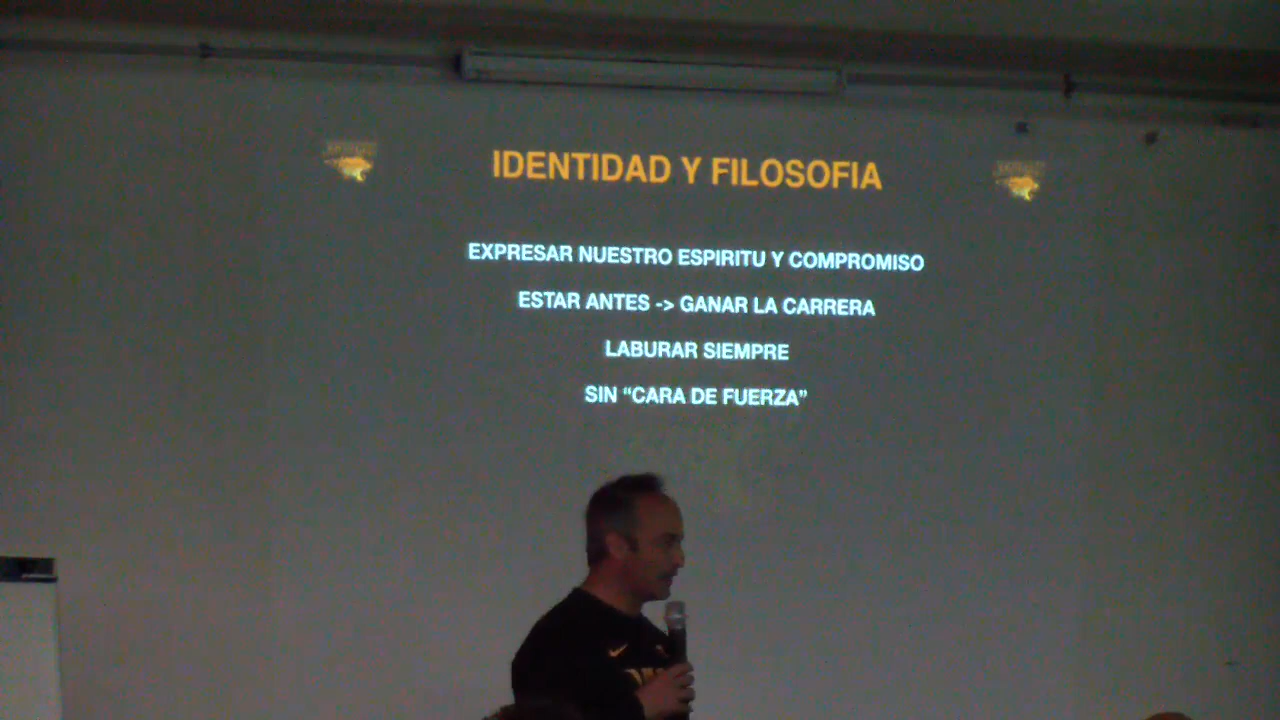 IDENTIDAD Y FILOSOFIA
EXPRESAR NUESTRO ESPIRITU Y COMPROMISO
ESTAR ANTES -> GANAR LA CARRERA
LABURAR SIEMPRE
SIN “CARA DE FUERZA”